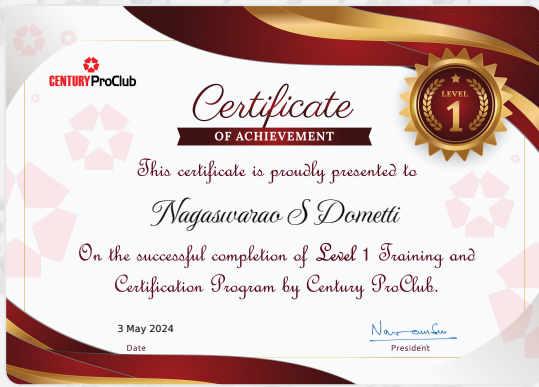 CENTURY ProClub
LEVEL
1
Certificate
OF ACHIEVEMENT
This certificate is proudly presented to
Nagaswarao S Dometti
On the successful completion of Level 1 Training and
Certification Program by Century ProClub.
3 May 2024
Date
President